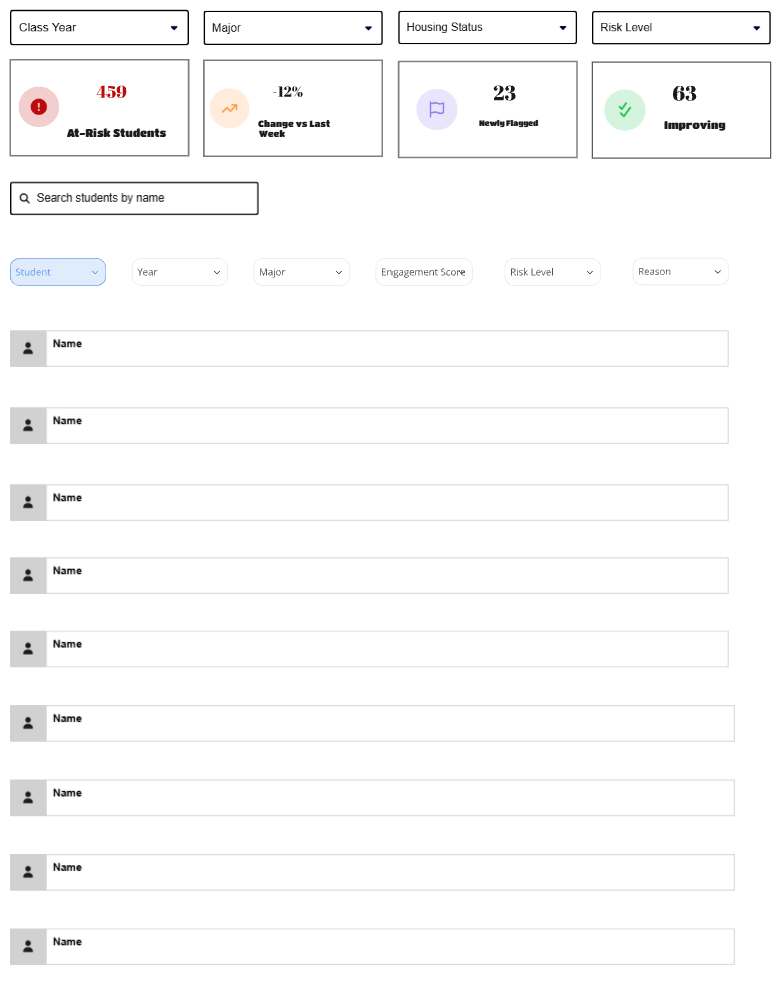 Class Year
Major
Housing Status
Risk Level
459
At-Risk Students
-12%
Change vs Last
Week
23
Newly Flagged
63
Improving
Search students by name
Student
Year
Major
Engagement Score
Risk Level
Reason
Name
Name
Name
Name
Name
Name
Name
Name
Name